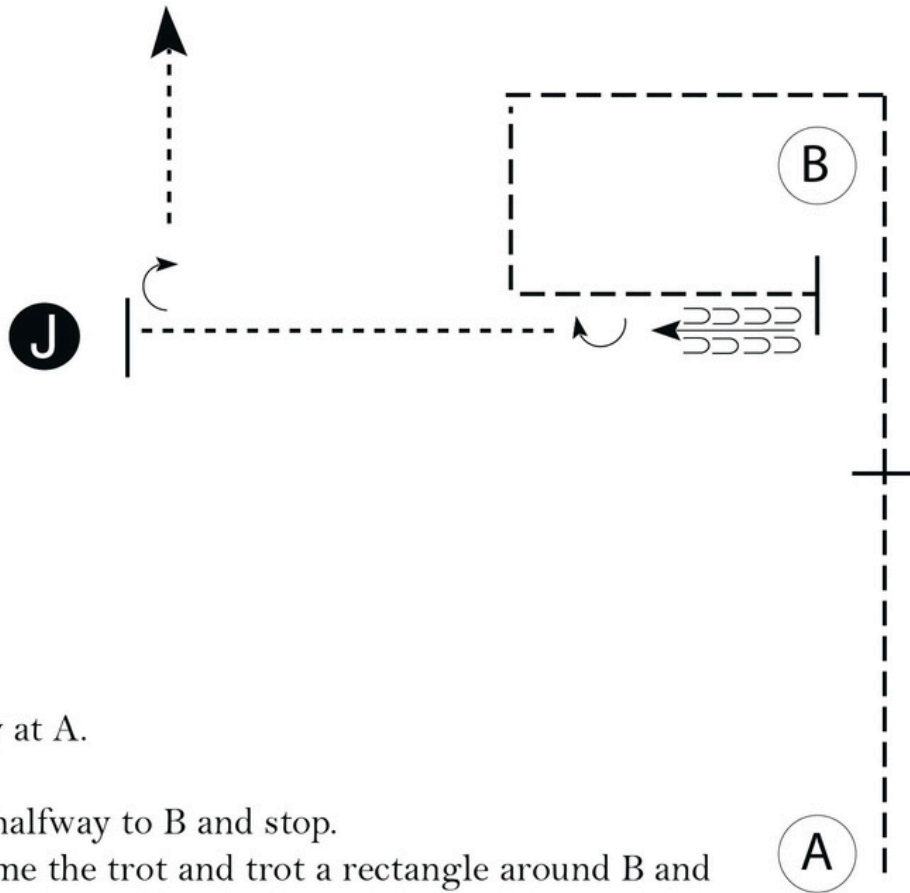 B
J
y at A.
halfway to B and stop.
me the trot and trot a rectangle around B and
A